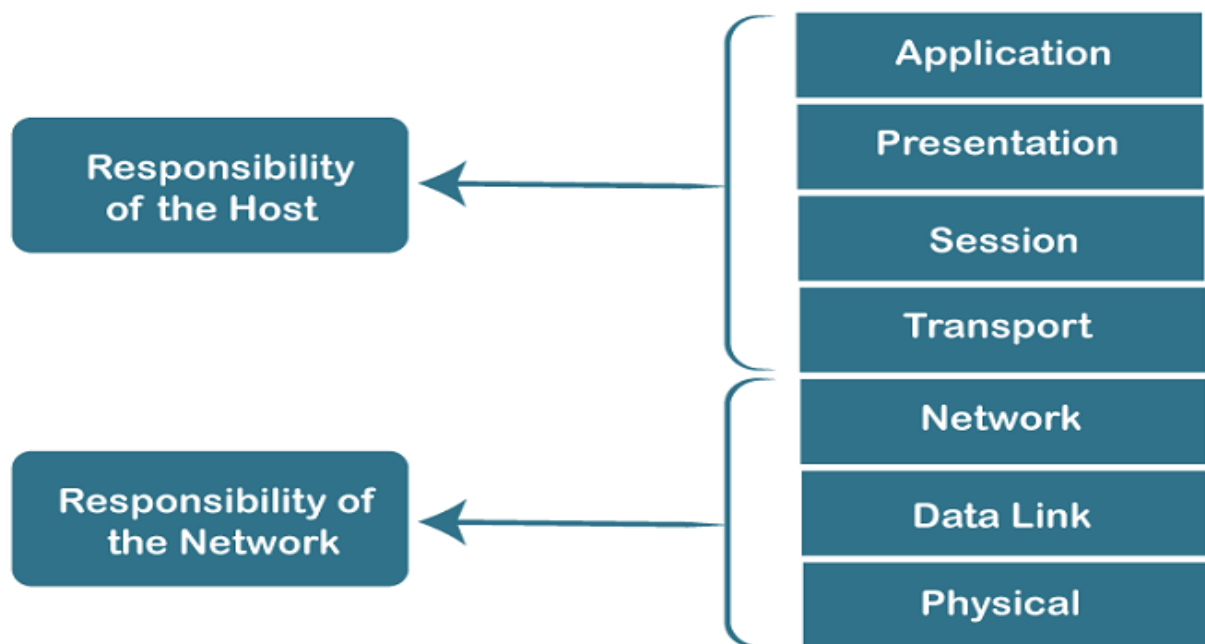 Responsibility
of the Host
Application
Presentation
Session
Transport
Responsibility of
the Network
Network
Data Link
Physical